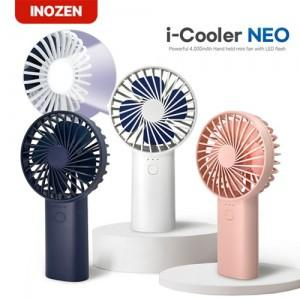 INOZEN
i-Cooler NEO
Powerful 4,000mAh Hand held mini fan with LED flash